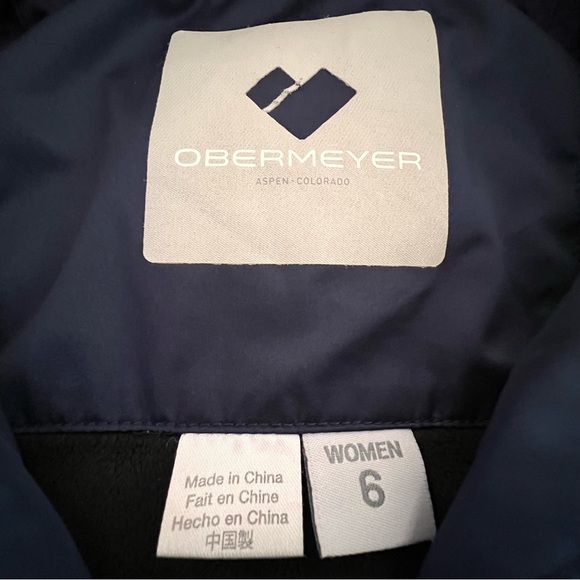 OBERMEYER
ASPEN - COLORADO
Made in China
Fait en Chine
Hecho en China
中国製
WOMEN
6